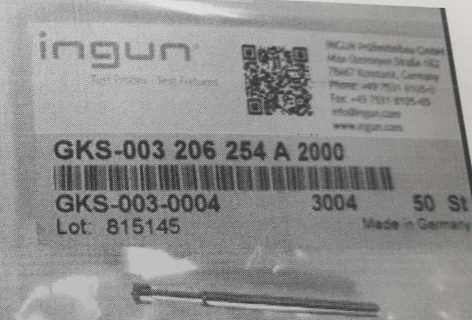 ingun
Test Probes · Test Fixtures
INGUN Prüfmittelbau GmbH
Max-Stromeyer-Straße 162
78467 Konstanz, Germany
Phone: +49 7531 8105-0
Fax: +49 7531 8105-65
info@ingun.com
www.ingun.com
GKS-003 206 254 A 2000
GKS-003-0004 3004 50 St
Lot: 815145 Made in Germany